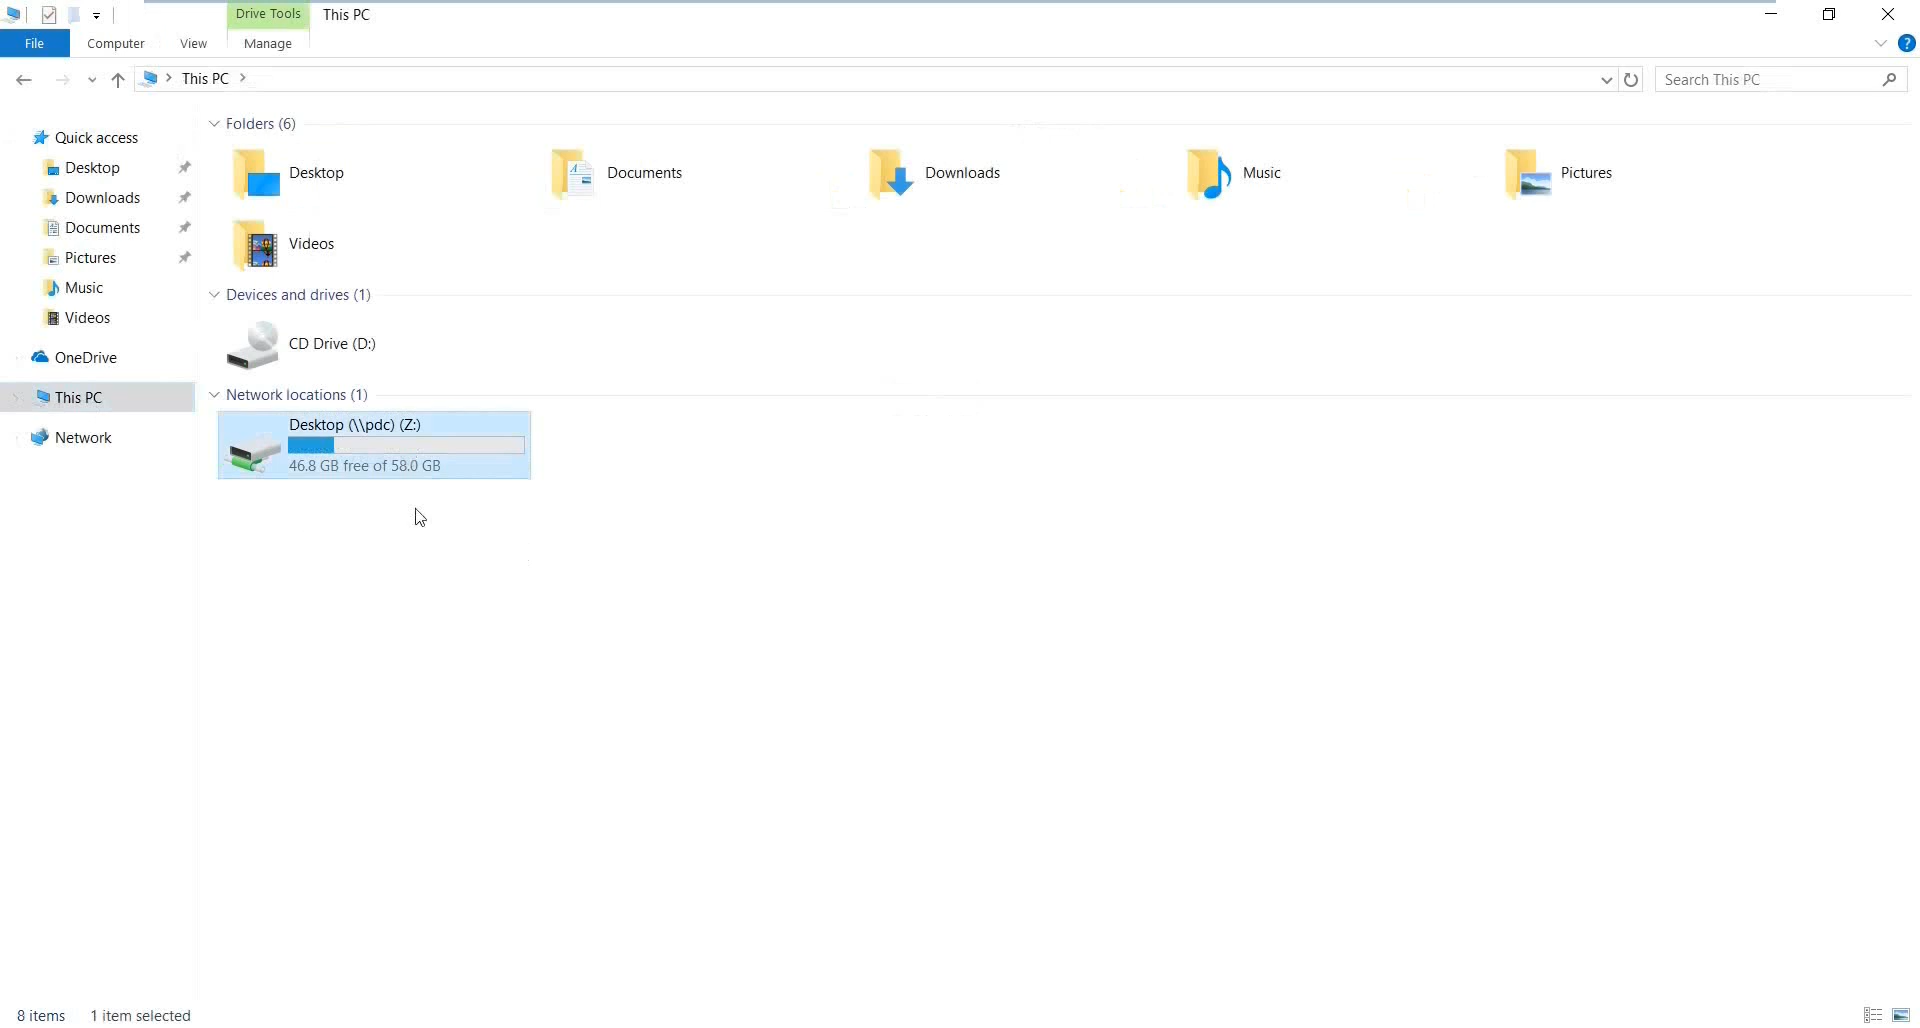 Drive Tools This PC
File Computer View Manage
This PC Search This PC
Quick access
Desktop
Downloads
Documents
Pictures
Music
Videos
OneDrive
This PC
Network
Folders (6)
Desktop Documents Downloads Music Pictures
Videos
Devices and drives (1)
CD Drive (D:)
Network locations (1)
Desktop (\\pdc) (Z:)
46.8 GB free of 58.0 GB
8 items 1 item selected